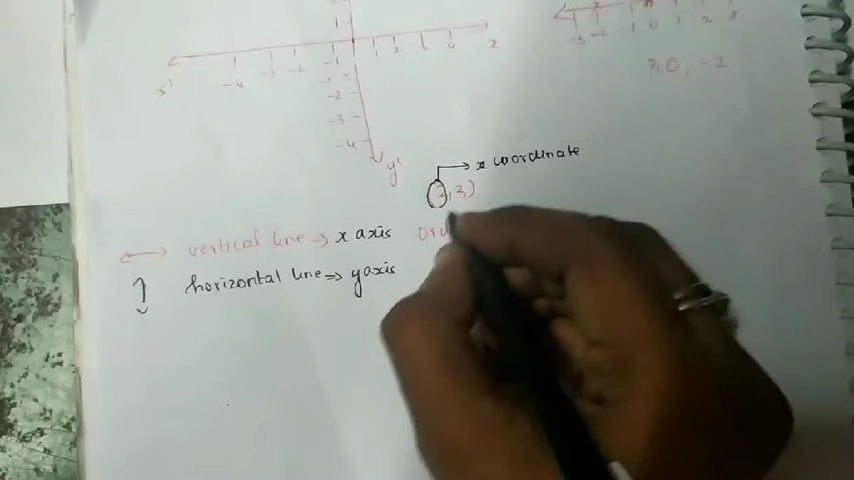 1
-4 -3 -2 -1 1 2 3 4 x
x'
-1
-2
-3
-4
y'
-3 -2 -1 0 1 2 3
2, 0, -2
x coordinate
(2, 3,)
vertical line => x axis
horizontal line => y axis